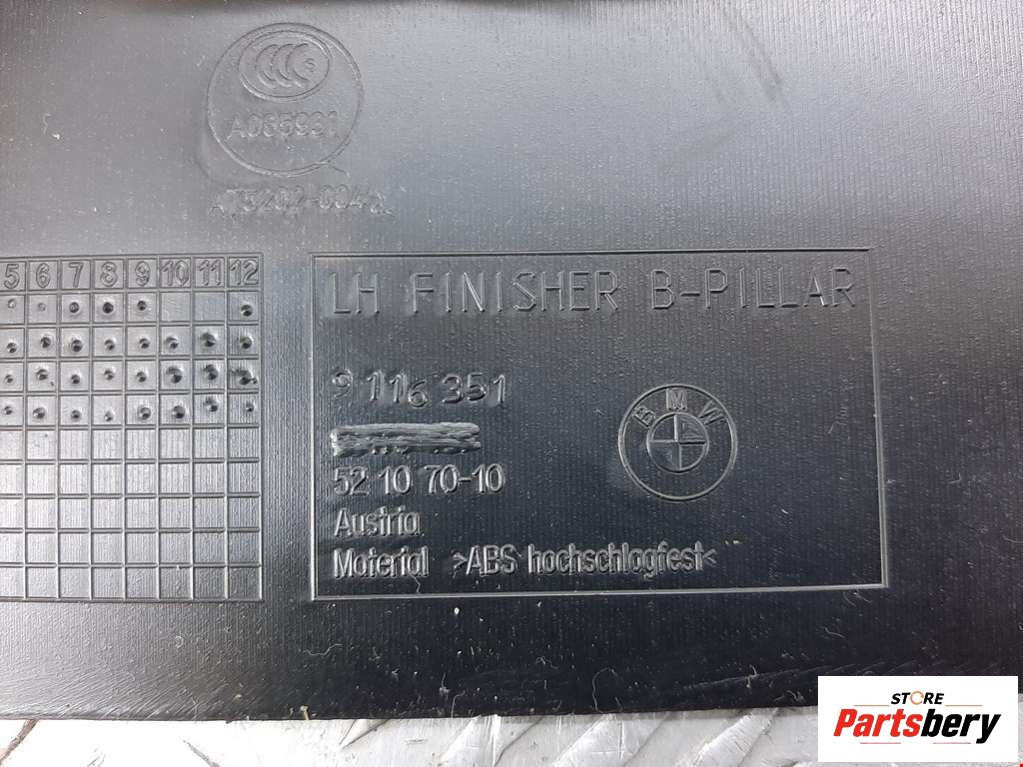 CCC S
5 6 7 8 9 10 11 12
LH FINISHER B-PILLAR
9 116 351
BMW
52 10 70-10
Austria
Material >ABS hochschlagfest<
STORE
Partsbery